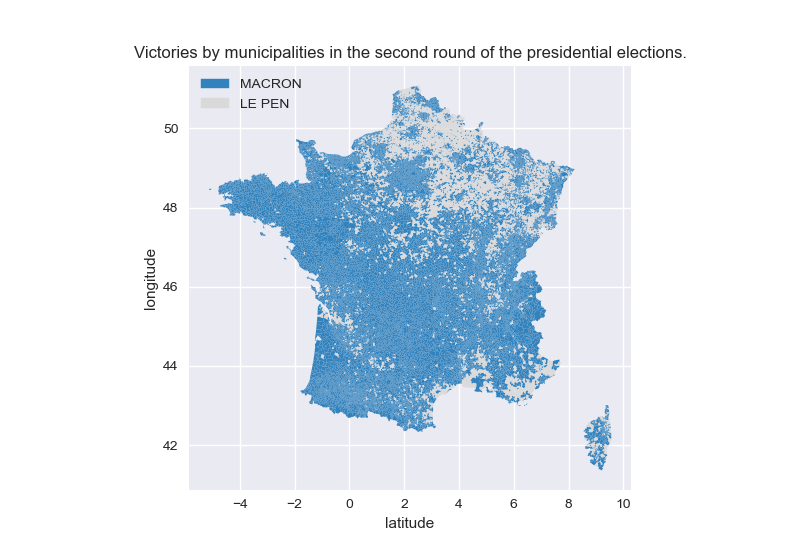 Victories by municipalities in the second round of the presidential elections.
MACRON
LE PEN
50
48
46
44
42
longitude
−4 −2 0 2 4 6 8 10
latitude